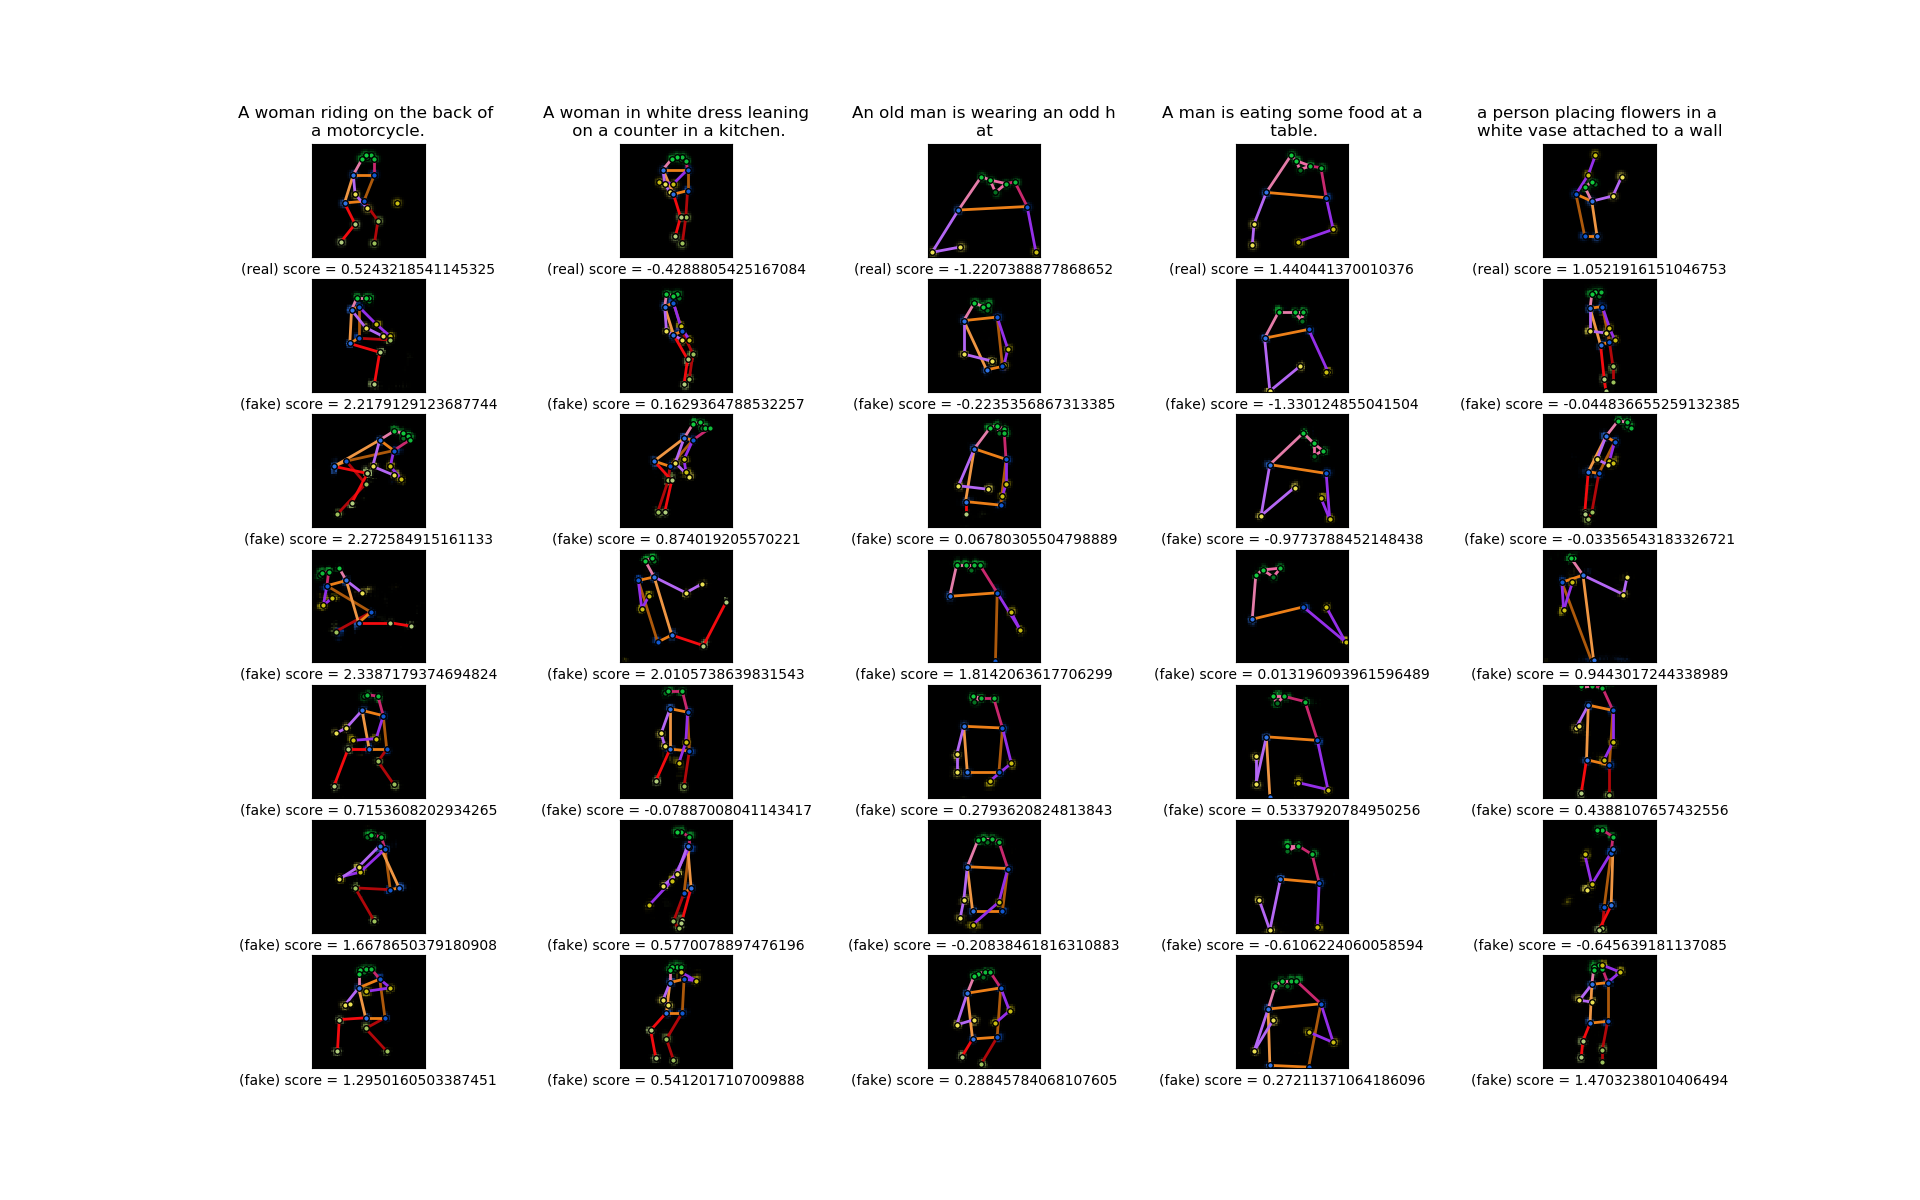 A woman riding on the back of
a motorcycle.
A woman in white dress leaning
on a counter in a kitchen.
An old man is wearing an odd h
at
A man is eating some food at a
table.
a person placing flowers in a
white vase attached to a wall
(real) score = 0.5243218541145325
(real) score = -0.4288805425167084
(real) score = -1.2207388877868652
(real) score = 1.440441370010376
(real) score = 1.0521916151046753
(fake) score = 2.2179129123687744
(fake) score = 0.1629364788532257
(fake) score = -0.2235356867313385
(fake) score = -1.330124855041504
(fake) score = -0.044836655259132385
(fake) score = 2.272584915161133
(fake) score = 0.874019205570221
(fake) score = 0.06780305504798889
(fake) score = -0.9773788452148438
(fake) score = -0.03356543183326721
(fake) score = 2.3387179374694824
(fake) score = 2.0105738639831543
(fake) score = 1.8142063617706299
(fake) score = 0.013196093961596489
(fake) score = 0.9443017244338989
(fake) score = 0.7153608202934265
(fake) score = -0.07887008041143417
(fake) score = 0.2793620824813843
(fake) score = 0.5337920784950256
(fake) score = 0.4388107657432556
(fake) score = 1.6678650379180908
(fake) score = 0.5770078897476196
(fake) score = -0.20838461816310883
(fake) score = -0.6106224060058594
(fake) score = -0.645639181137085
(fake) score = 1.2950160503387451
(fake) score = 0.5412017107009888
(fake) score = 0.28845784068107605
(fake) score = 0.27211371064186096
(fake) score = 1.4703238010406494